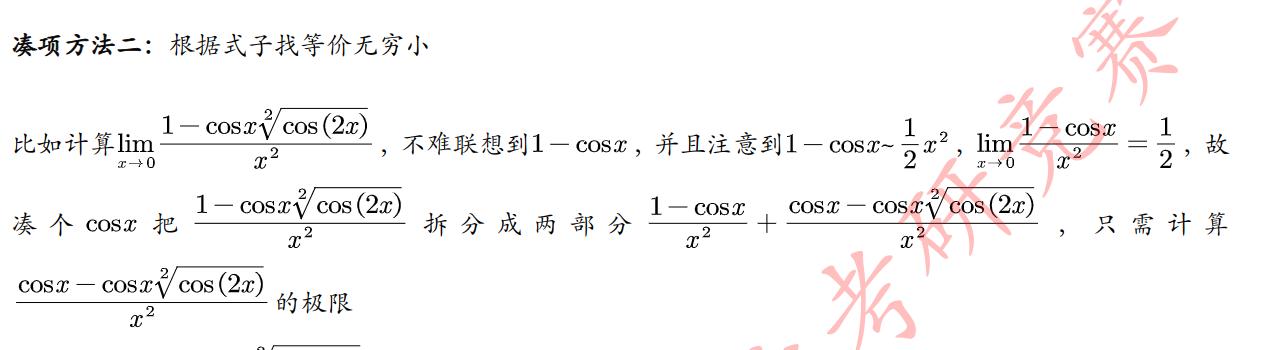 凑项方法二：根据式子找等价无穷小
比如计算$\lim_{x \to 0} \frac{1-\cos x \sqrt[2]{\cos(2x)}}{x^2}$，不难联想到$1-\cos x$，并且注意到$1-\cos x$~$\frac{1}{2}x^2$，$\lim_{x \to 0} \frac{1-\cos x}{x^2} = \frac{1}{2}$，故
凑个$\cos x$把$\frac{1-\cos x \sqrt[2]{\cos(2x)}}{x^2}$拆分成两部分$\frac{1-\cos x}{x^2} + \frac{\cos x-\cos x \sqrt[2]{\cos(2x)}}{x^2}$，只需计算
$\frac{\cos x-\cos x \sqrt[2]{\cos(2x)}}{x^2}$的极限
考研竞赛